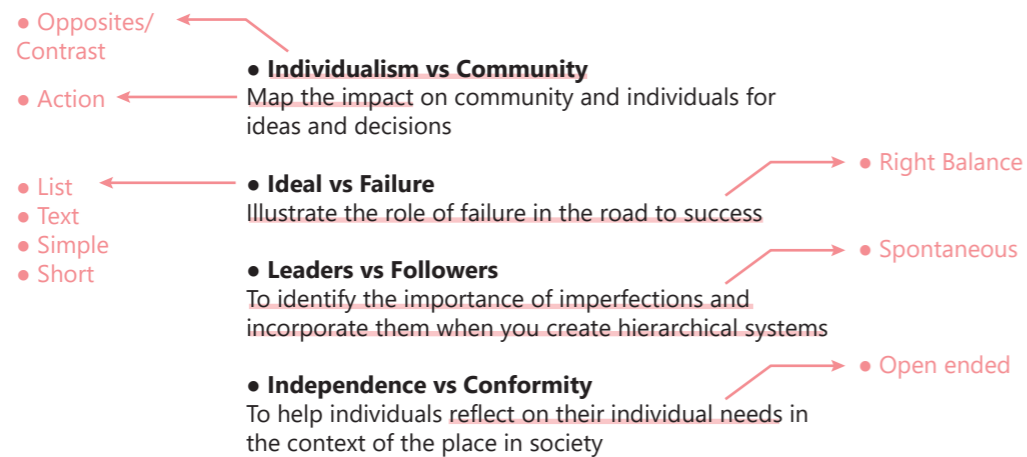 ● Opposites/
Contrast
● Individualism vs Community
● Action
Map the impact on community and individuals for
ideas and decisions
● Right Balance
● List
● Text
● Simple
● Short
● Ideal vs Failure
Illustrate the role of failure in the road to success
● Spontaneous
● Leaders vs Followers
To identify the importance of imperfections and
incorporate them when you create hierarchical systems
● Open ended
● Independence vs Conformity
To help individuals reflect on their individual needs in
the context of the place in society